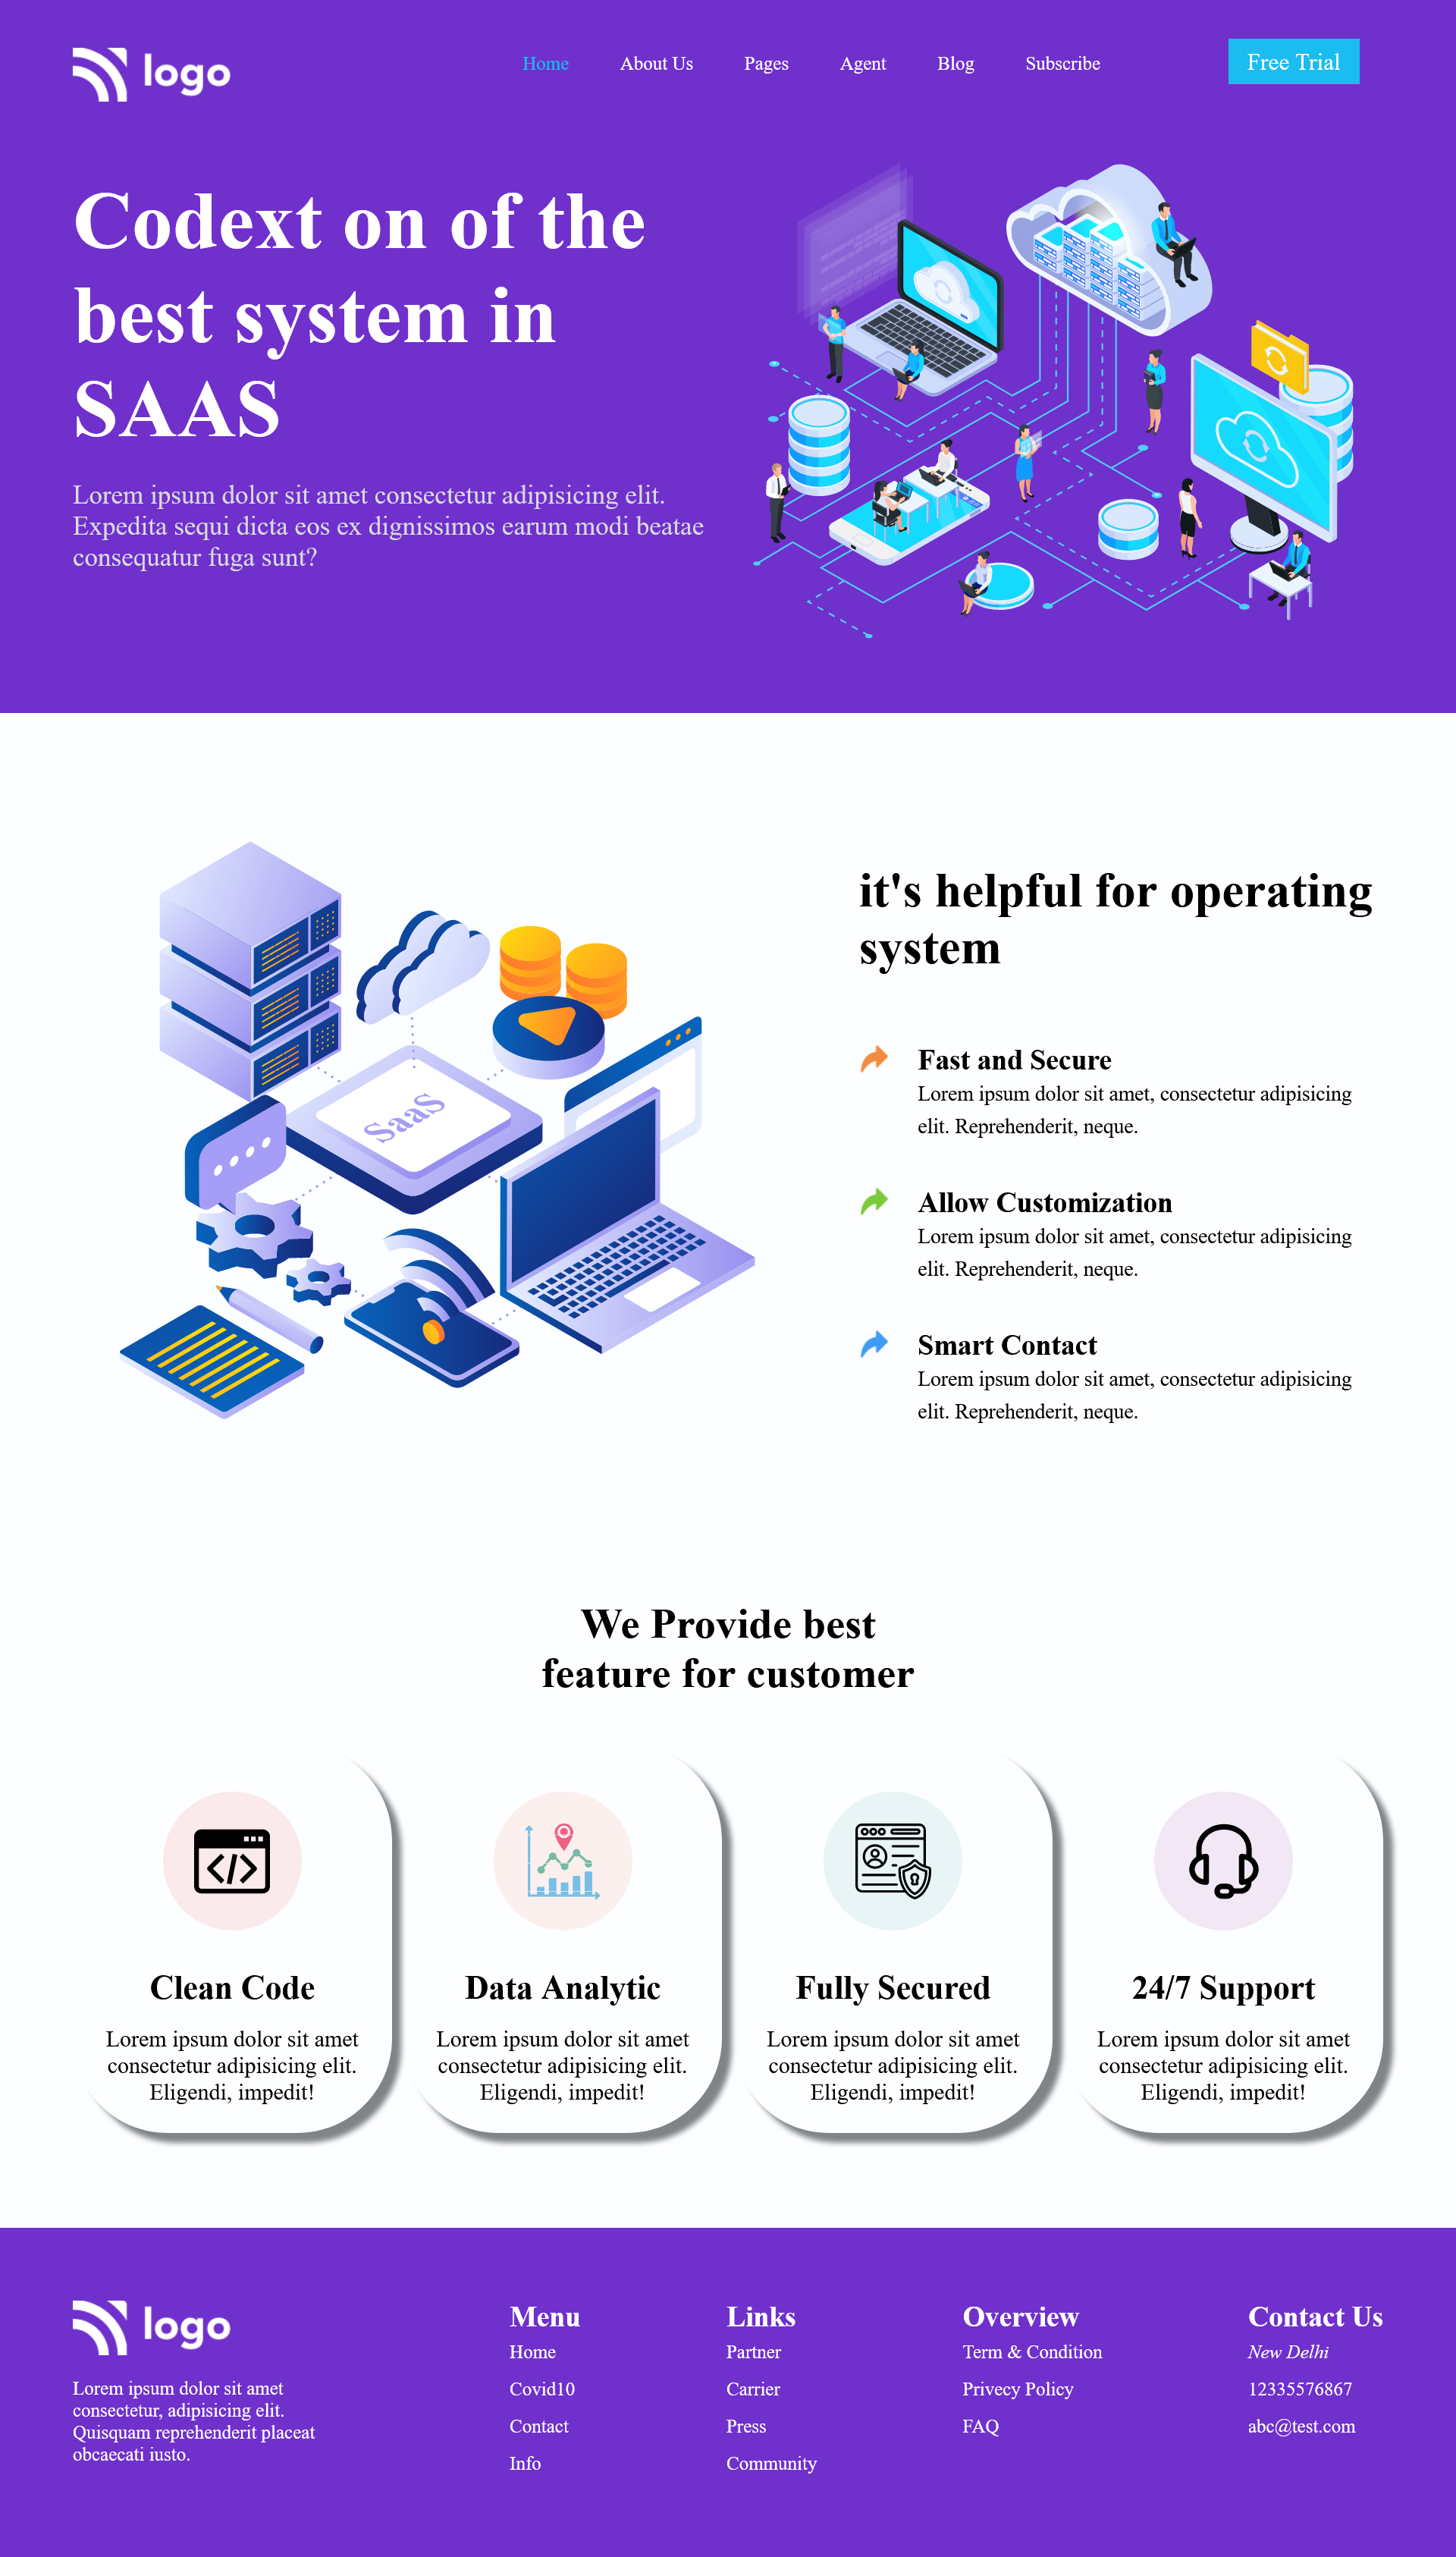 logo
Home About Us Pages Agent Blog Subscribe Free Trial
Codext on of the
best system in
SAAS
Lorem ipsum dolor sit amet consectetur adipisicing elit.
Expedita sequi dicta eos ex dignissimos earum modi beatae
consequatur fuga sunt?
SaaS
it's helpful for operating
system
Fast and Secure
Lorem ipsum dolor sit amet, consectetur adipisicing
elit. Reprehenderit, neque.
Allow Customization
Lorem ipsum dolor sit amet, consectetur adipisicing
elit. Reprehenderit, neque.
Smart Contact
Lorem ipsum dolor sit amet, consectetur adipisicing
elit. Reprehenderit, neque.
We Provide best
feature for customer
Clean Code
Lorem ipsum dolor sit amet
consectetur adipisicing elit.
Eligendi, impedit!
Data Analytic
Lorem ipsum dolor sit amet
consectetur adipisicing elit.
Eligendi, impedit!
Fully Secured
Lorem ipsum dolor sit amet
consectetur adipisicing elit.
Eligendi, impedit!
24/7 Support
Lorem ipsum dolor sit amet
consectetur adipisicing elit.
Eligendi, impedit!
logo
Lorem ipsum dolor sit amet
consectetur, adipisicing elit.
Quisquam reprehenderit placeat
obcaecati iusto.
Menu
Home
Covid10
Contact
Info
Links
Partner
Carrier
Press
Community
Overview
Term & Condition
Privecy Policy
FAQ
Contact Us
New Delhi
12335576867
abc@test.com